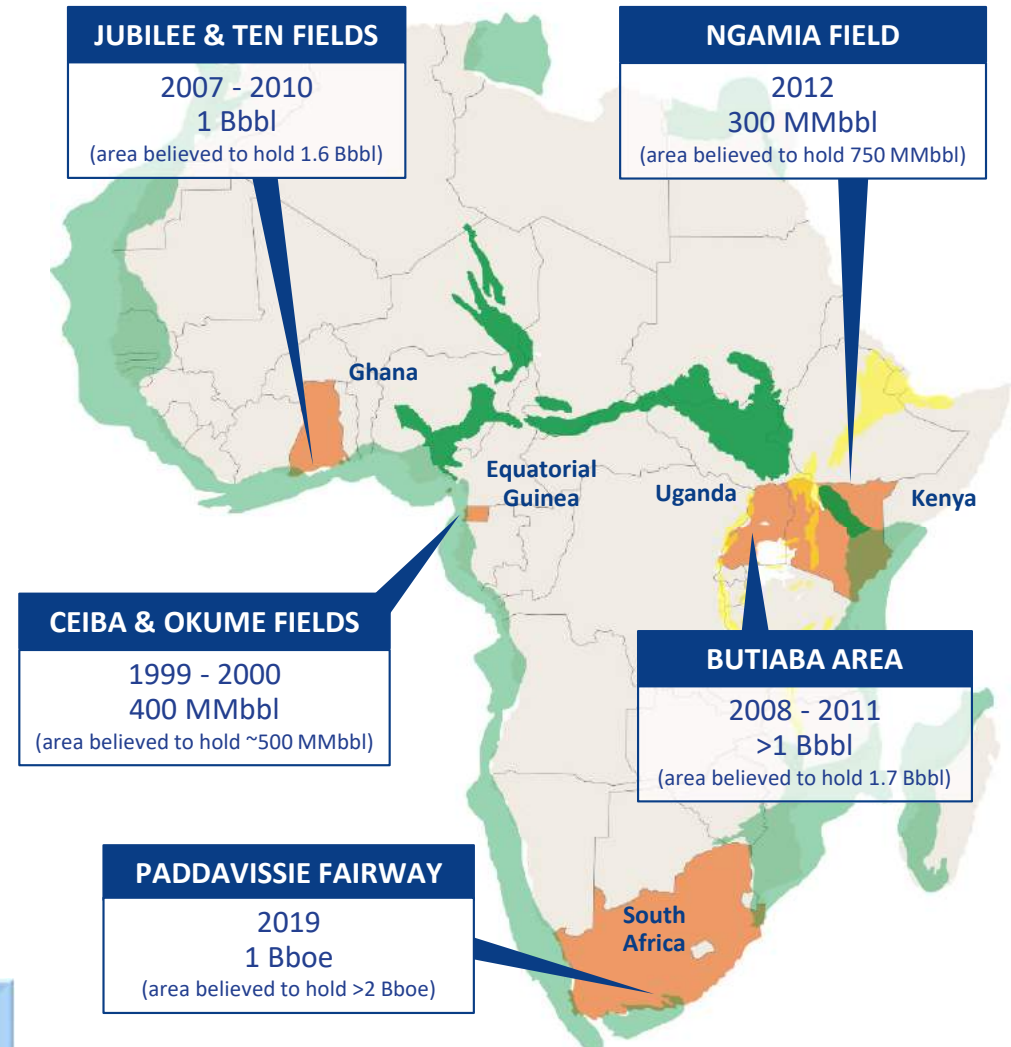 JUBILEE & TEN FIELDS
2007 - 2010
1 Bbbl
(area believed to hold 1.6 Bbbl)
NGAMIA FIELD
2012
300 MMbbl
(area believed to hold 750 MMbbl)
Ghana
Equatorial
Guinea
Uganda
Kenya
CEIBA & OKUME FIELDS
1999 - 2000
400 MMbbl
(area believed to hold ~500 MMbbl)
BUTIABA AREA
2008 - 2011
>1 Bbbl
(area believed to hold 1.7 Bbbl)
PADDAVISSIE FAIRWAY
2019
1 Bboe
(area believed to hold >2 Bboe)
South
Africa